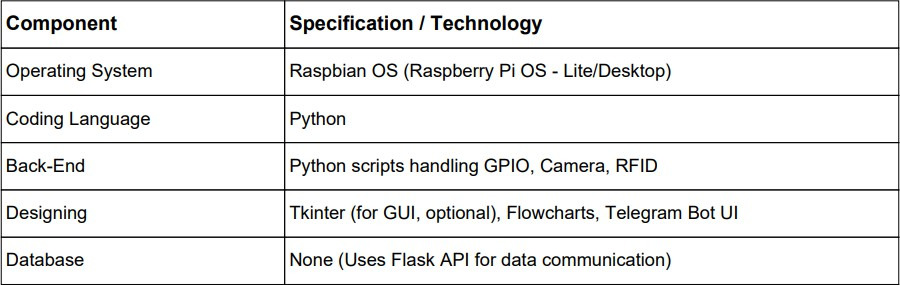 Component Specification / Technology
Operating System Raspbian OS (Raspberry Pi OS - Lite/Desktop)
Coding Language Python
Back-End Python scripts handling GPIO, Camera, RFID
Designing Tkinter (for GUI, optional), Flowcharts, Telegram Bot UI
Database None (Uses Flask API for data communication)